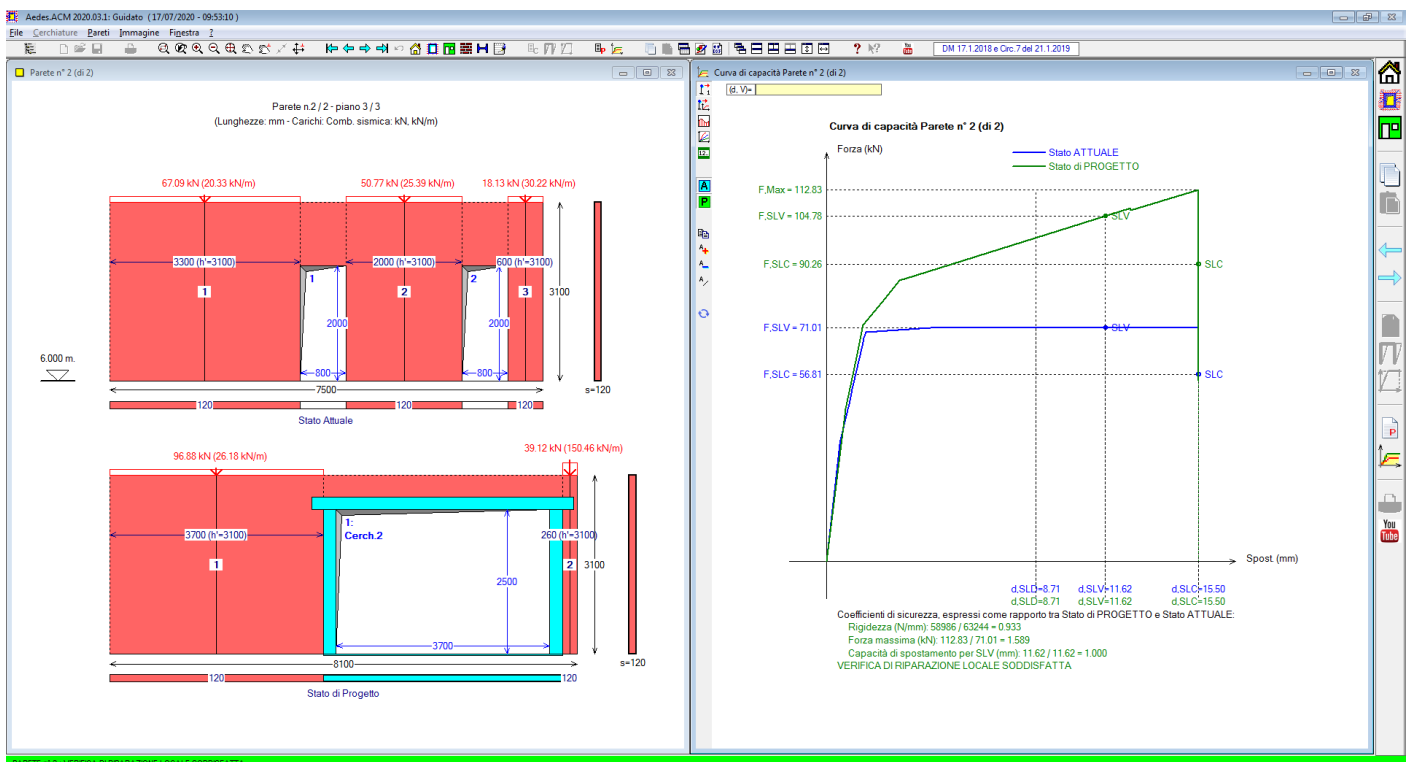 Aedes.ACM 2020.03.1: Guidato ( 17/07/2020 - 09:53:10 )
File Cerchiature Pareti Immagine Finestra ?
DM 17.1.2018 e Circ.7 del 21.1.2019
Parete n° 2 (di 2)
Parete n.2 / 2 - piano 3 / 3
(Lunghezze: mm - Carichi: Comb. sismica: kN, kN/m)
67.09 kN (20.33 kN/m) 50.77 kN (25.39 kN/m) 18.13 kN (30.22 kN/m)
3300 (h'=3100) 2000 (h'=3100) 600 (h'=3100)
1 1 2 2 3 3100
2000 2000
6.000 m.
800 800
7500
s=120
120 120 120
Stato Attuale
96.88 kN (26.18 kN/m) 39.12 kN (150.46 kN/m)
1:
Cerch.2
3700 (h'=3100) 260 (h'=3100)
1 2 3100
2500
3700
8100
s=120
120 120
Stato di Progetto
Curva di capacità Parete n° 2 (di 2)
(d, V)=
Curva di capacità Parete n° 2 (di 2)
Forza (kN)
Stato ATTUALE
Stato di PROGETTO
F,Max = 112.83
F,SLV = 104.78 SLV
F,SLC = 90.26 SLC
F,SLV = 71.01 SLV
F,SLC = 56.81 SLC
Spost. (mm)
d,SLD=8.71 d,SLV=11.62 d,SLC=15.50
d,SLD=8.71 d,SLV=11.62 d,SLC=15.50
Coefficienti di sicurezza, espressi come rapporto tra Stato di PROGETTO e Stato ATTUALE:
Rigidezza (N/mm): 58986 / 63244 = 0.933
Forza massima (kN): 112.83 / 71.01 = 1.589
Capacità di spostamento per SLV (mm): 11.62 / 11.62 = 1.000
VERIFICA DI RIPARAZIONE LOCALE SODDISFATTA
A
P
P
You
Tube